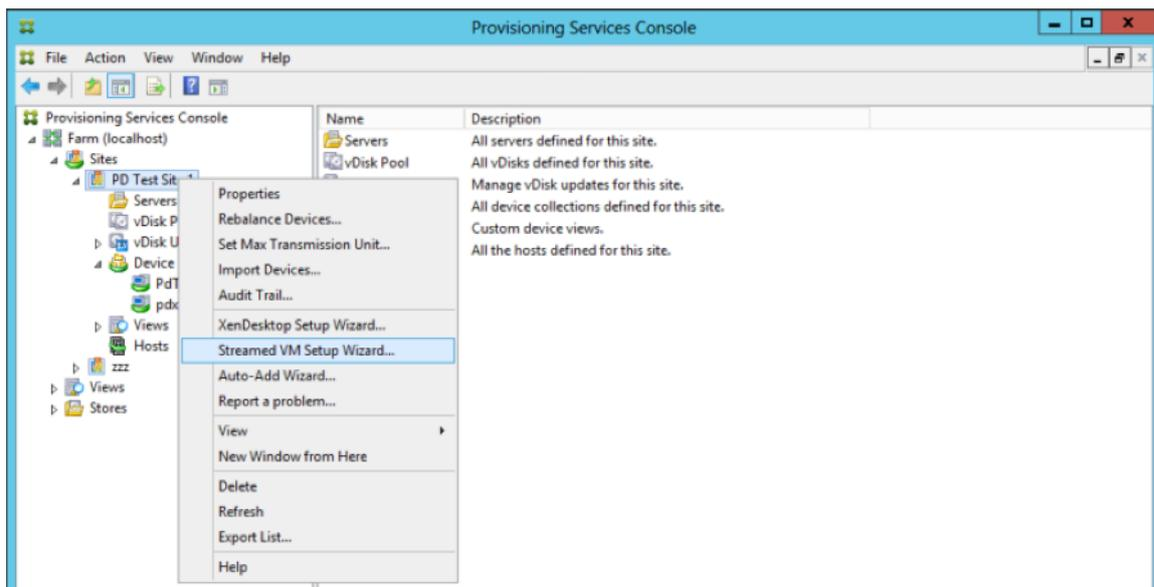 Provisioning Services Console
File Action View Window Help
Provisioning Services Console
Farm (localhost)
Sites
PD Test Site 1
Servers
vDisk P
vDisk U
Device
PdT
pdx
Views
Hosts
zzz
Views
Stores
Properties
Rebalance Devices...
Set Max Transmission Unit...
Import Devices...
Audit Trail...
XenDesktop Setup Wizard...
Streamed VM Setup Wizard...
Auto-Add Wizard...
Report a problem...
View
New Window from Here
Delete
Refresh
Export List...
Help
Name Description
Servers All servers defined for this site.
vDisk Pool All vDisks defined for this site.
Manage vDisk updates for this site.
All device collections defined for this site.
Custom device views.
All the hosts defined for this site.